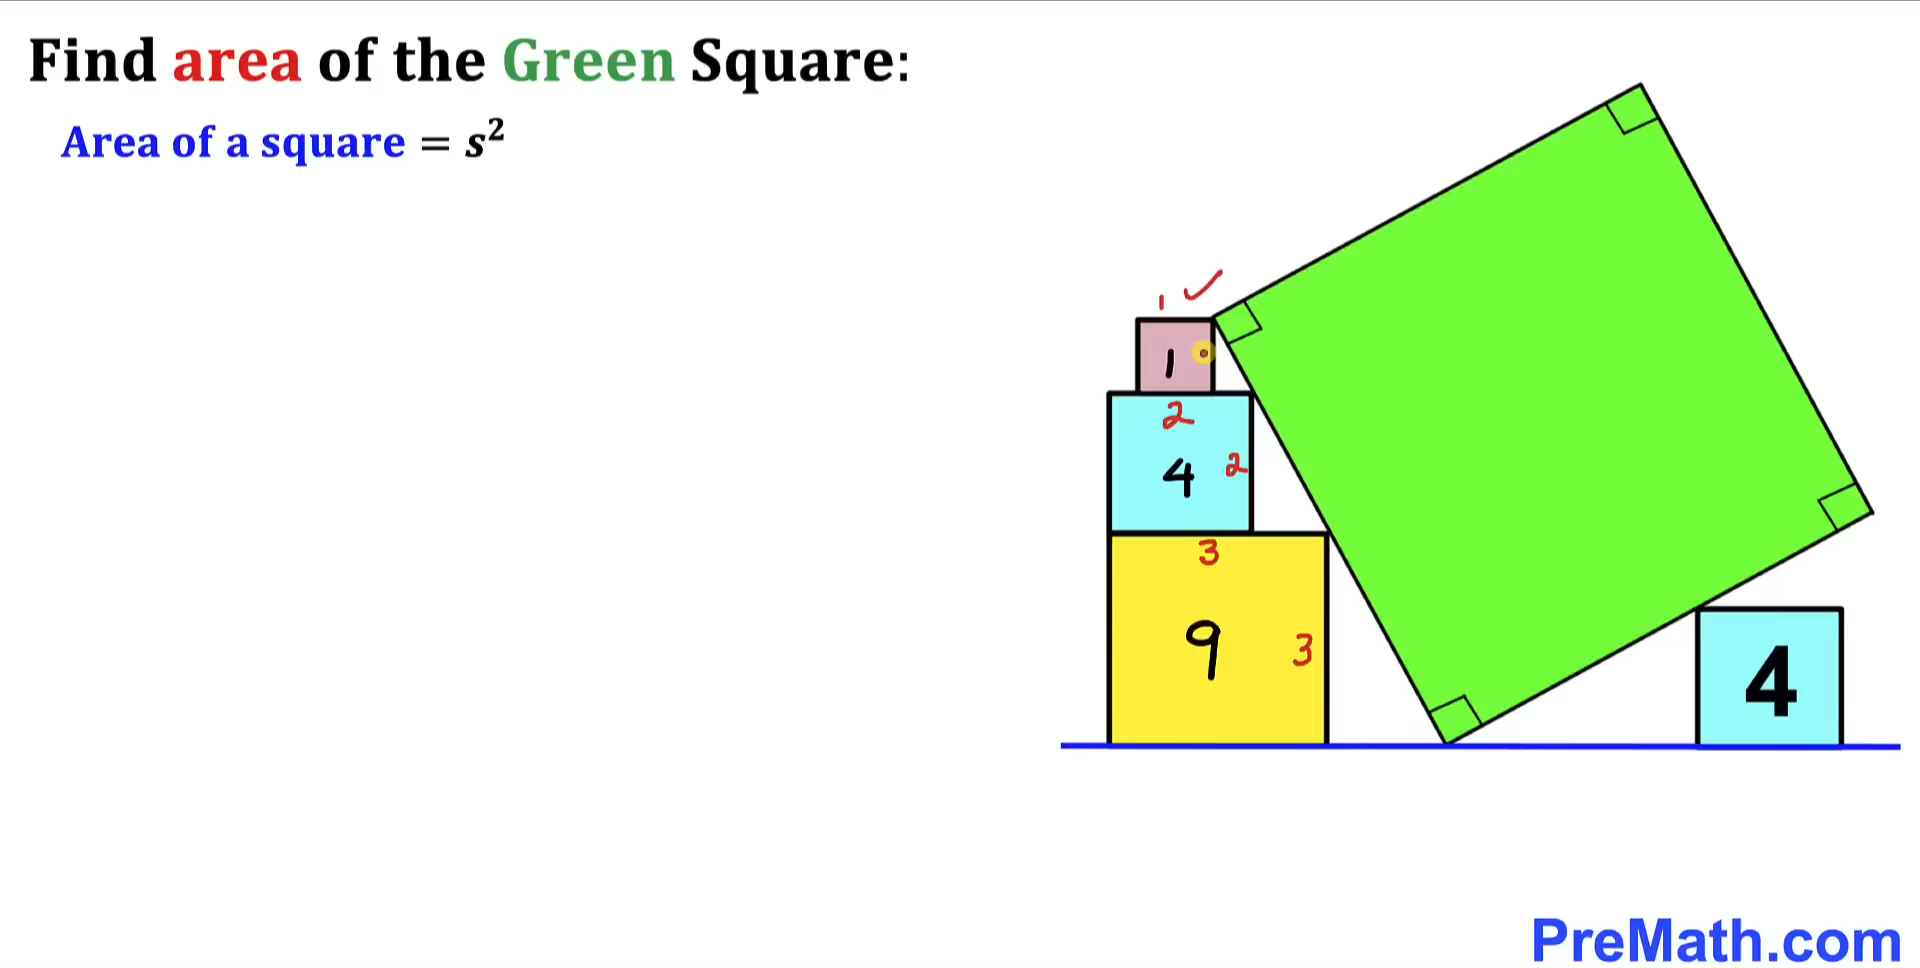 Find area of the Green Square:
Area of a square = s²
1 ✓
1
2
4 2
3
9 3
4
PreMath.com